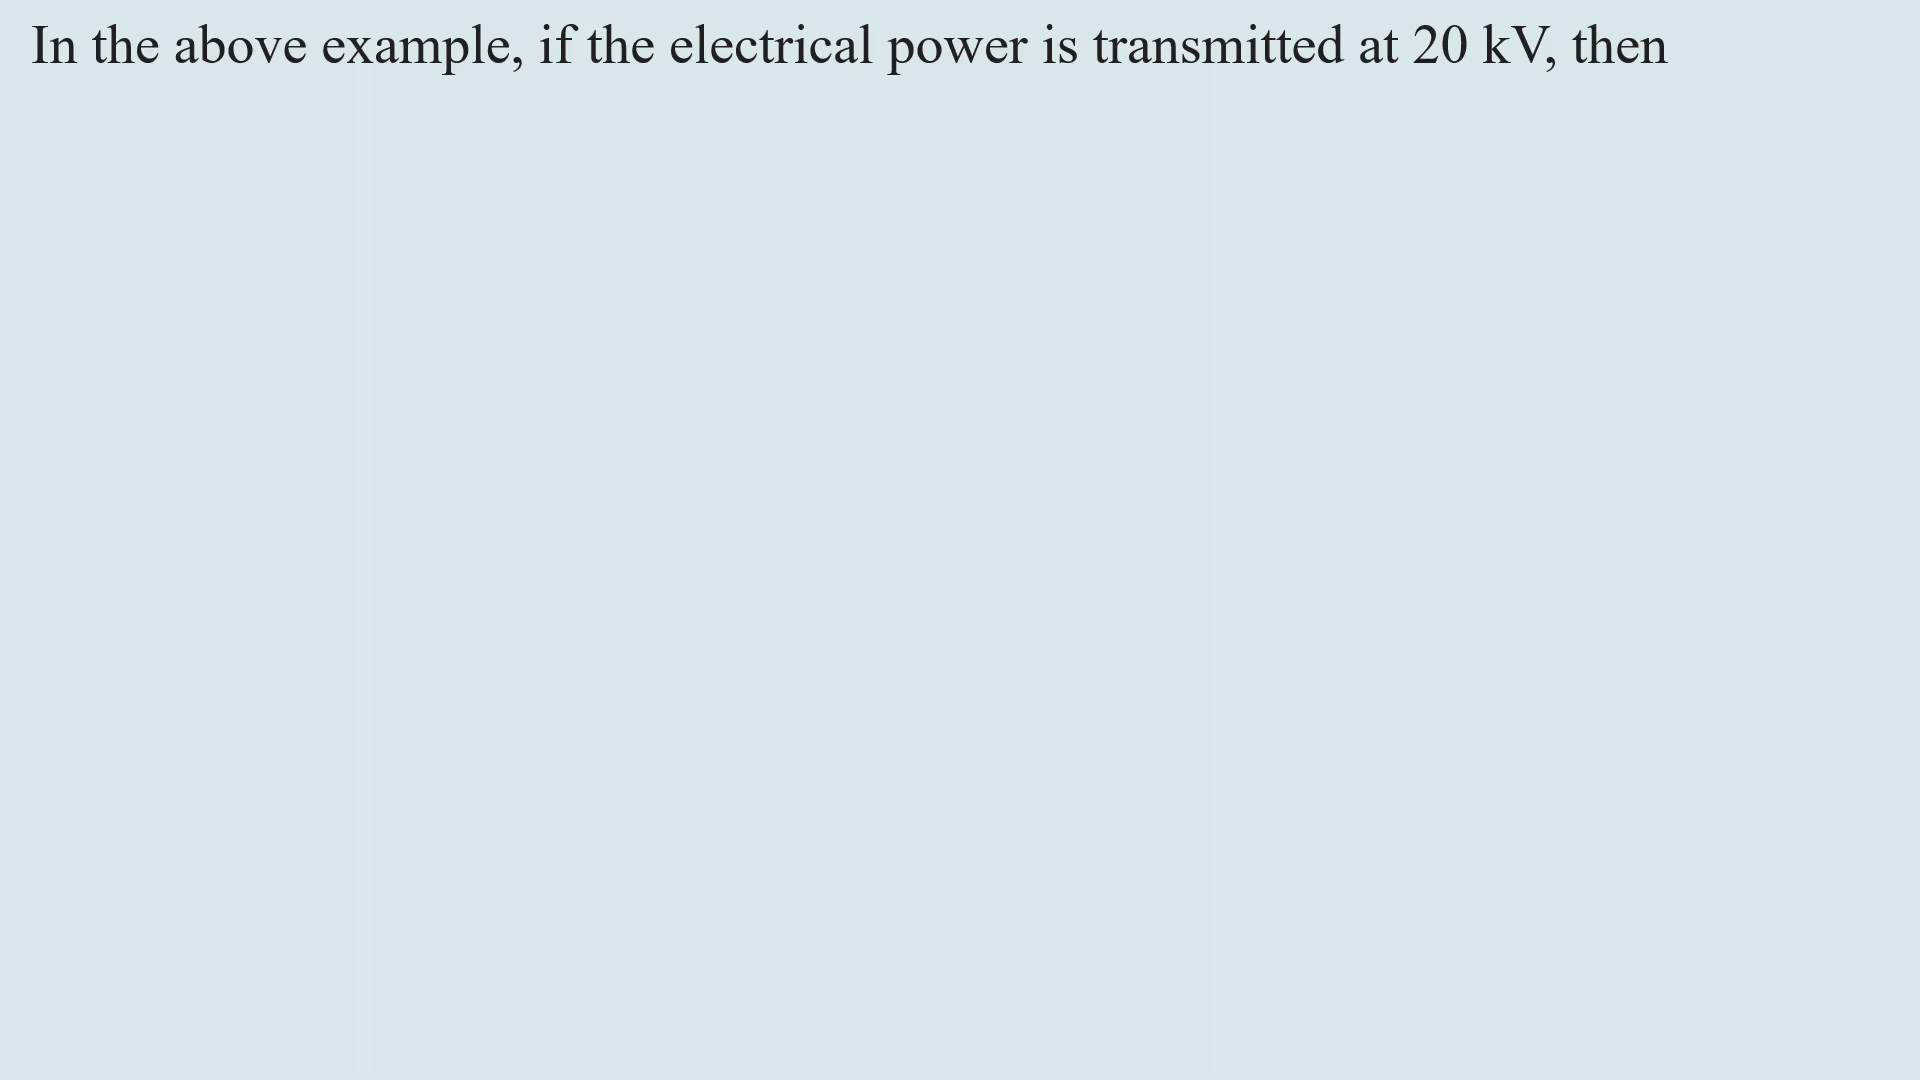 In the above example, if the electrical power is transmitted at 20 kV, then